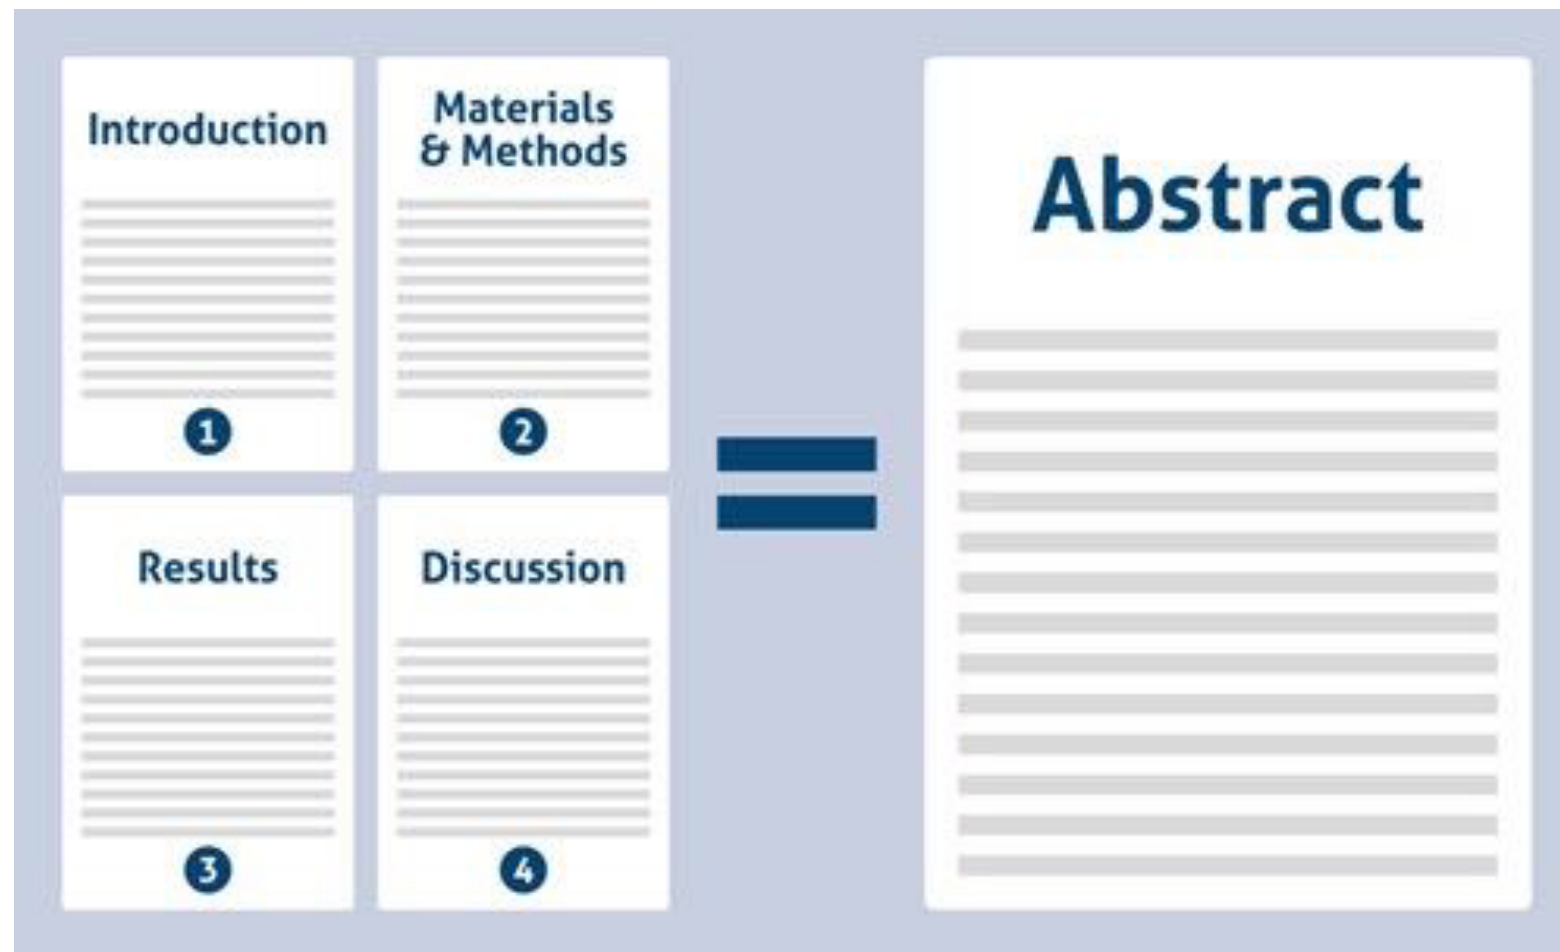 Introduction
1
Materials
& Methods
2
Results
3
Discussion
4
Abstract